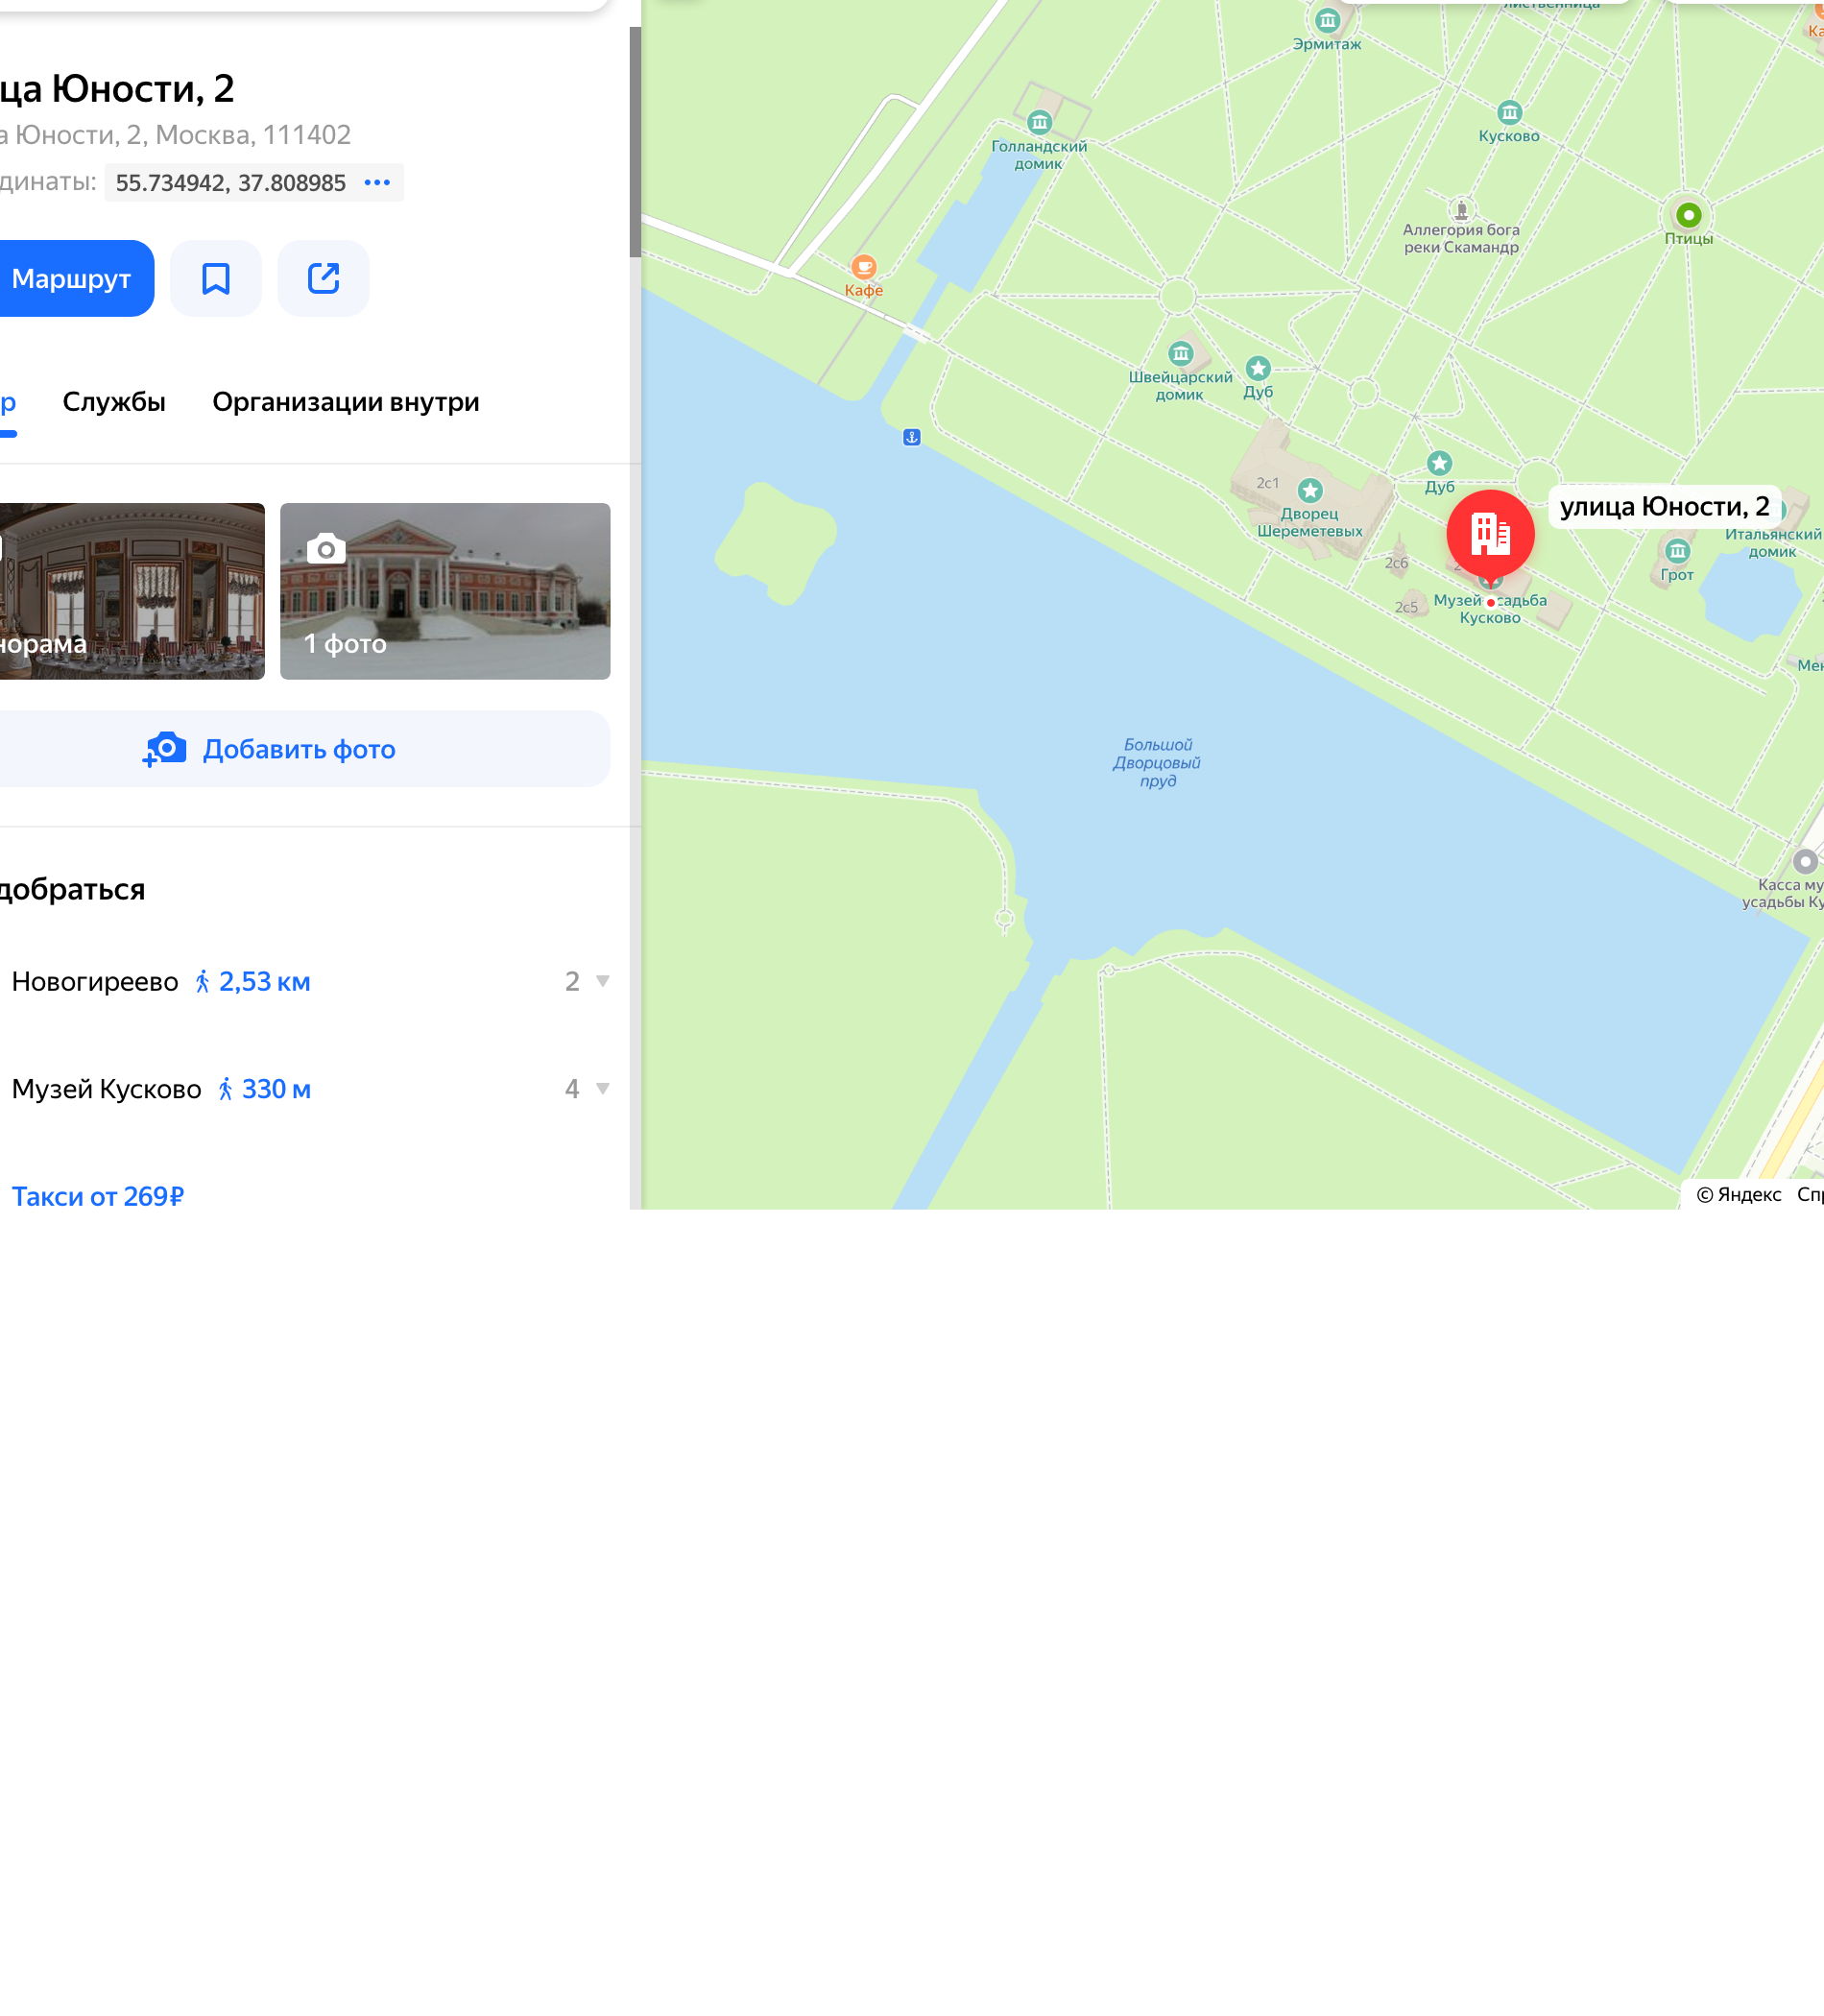 ца Юности, 2
а Юности, 2, Москва, 111402
динаты: 55.734942, 37.808985
Маршрут
р
Службы
Организации внутри
норама
1 фото
Добавить фото
добраться
Новогиреево 2,53 км 2
Музей Кусково 330 м 4
Такси от 269₽
лиственница
Эрмитаж
Ка
Голландский
домик
Кусково
Аллегория бога
реки Скамандр
Птицы
Кафе
Швейцарский
домик
Дуб
2с1
Дворец
Шереметевых
Дуб
улица Юности, 2
Итальянский
домик
Грот
2с6
2
2с5
Музей-усадьба
Кусково
Мен
Большой
Дворцовый
пруд
Касса му
усадьбы Ку
© Яндекс Спр